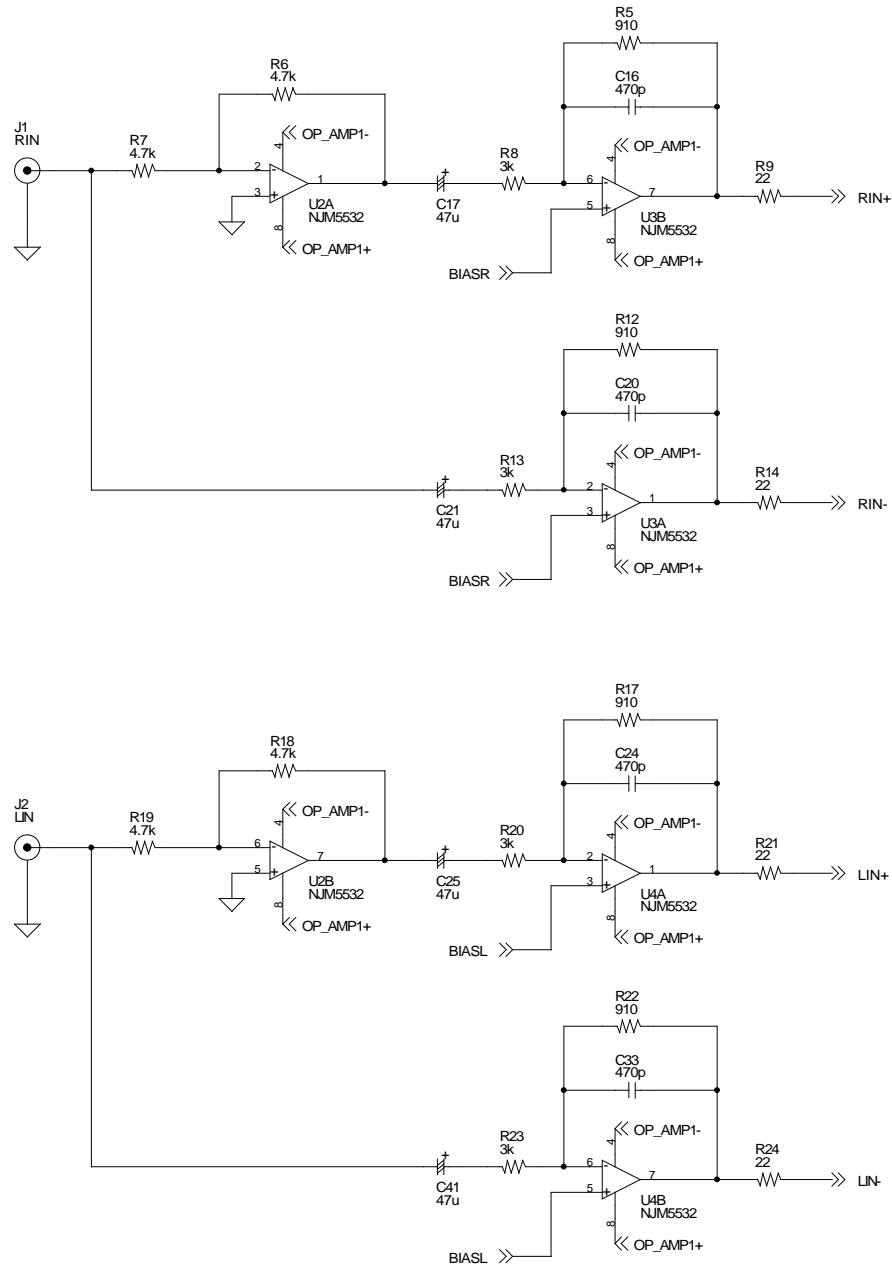 R5
910
C16
470p
R6
4.7k
J1
RIN
R7
4.7k
4
OP_AMP1-
2
-
3
+
1
U2A
NJM5532
8
OP_AMP1+
+
C17
47u
R8
3k
4
OP_AMP1-
6
-
5
+
7
U3B
NJM5532
8
OP_AMP1+
R9
22
RIN+
BIASR
R12
910
C20
470p
+
C21
47u
R13
3k
4
OP_AMP1-
2
-
3
+
1
U3A
NJM5532
8
OP_AMP1+
R14
22
RIN-
BIASR
R17
910
C24
470p
R18
4.7k
J2
LIN
R19
4.7k
4
OP_AMP1-
6
-
5
+
7
U2B
NJM5532
8
OP_AMP1+
+
C25
47u
R20
3k
4
OP_AMP1-
2
-
3
+
1
U4A
NJM5532
8
OP_AMP1+
R21
22
LIN+
BIASL
R22
910
C33
470p
+
C41
47u
R23
3k
4
OP_AMP1-
6
-
5
+
7
U4B
NJM5532
8
OP_AMP1+
R24
22
LIN-
BIASL